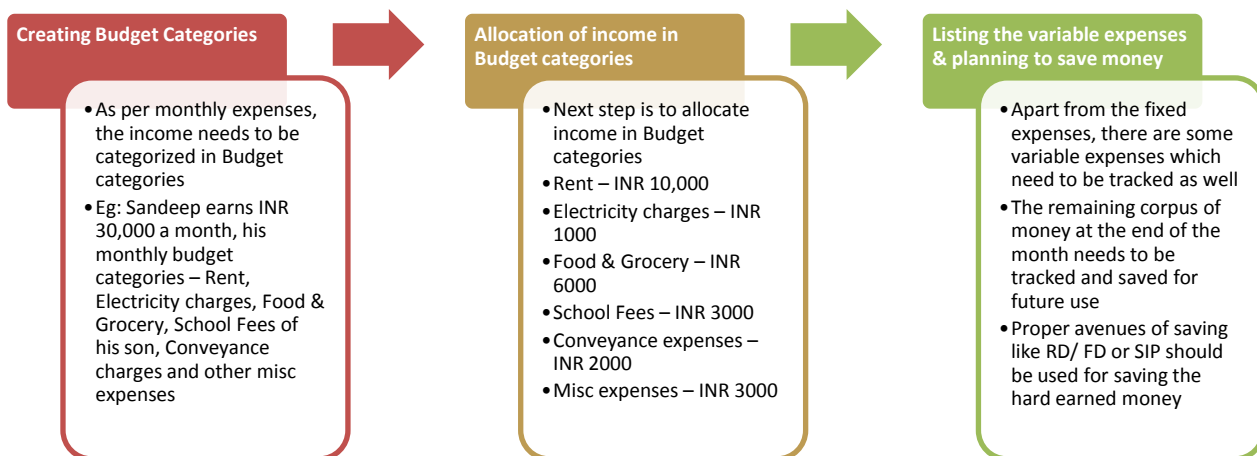 Creating Budget Categories
•As per monthly expenses,
the income needs to be
categorized in Budget
categories
•Eg: Sandeep earns INR
30,000 a month, his
monthly budget
categories – Rent,
Electricity charges, Food &
Grocery, School Fees of
his son, Conveyance
charges and other misc
expenses
Allocation of income in
Budget categories
•Next step is to allocate
income in Budget
categories
•Rent – INR 10,000
•Electricity charges – INR
1000
•Food & Grocery – INR
6000
•School Fees – INR 3000
•Conveyance expenses –
INR 2000
•Misc expenses – INR 3000
Listing the variable expenses
& planning to save money
•Apart from the fixed
expenses, there are some
variable expenses which
need to be tracked as well
•The remaining corpus of
money at the end of the
month needs to be
tracked and saved for
future use
•Proper avenues of saving
like RD/ FD or SIP should
be used for saving the
hard earned money